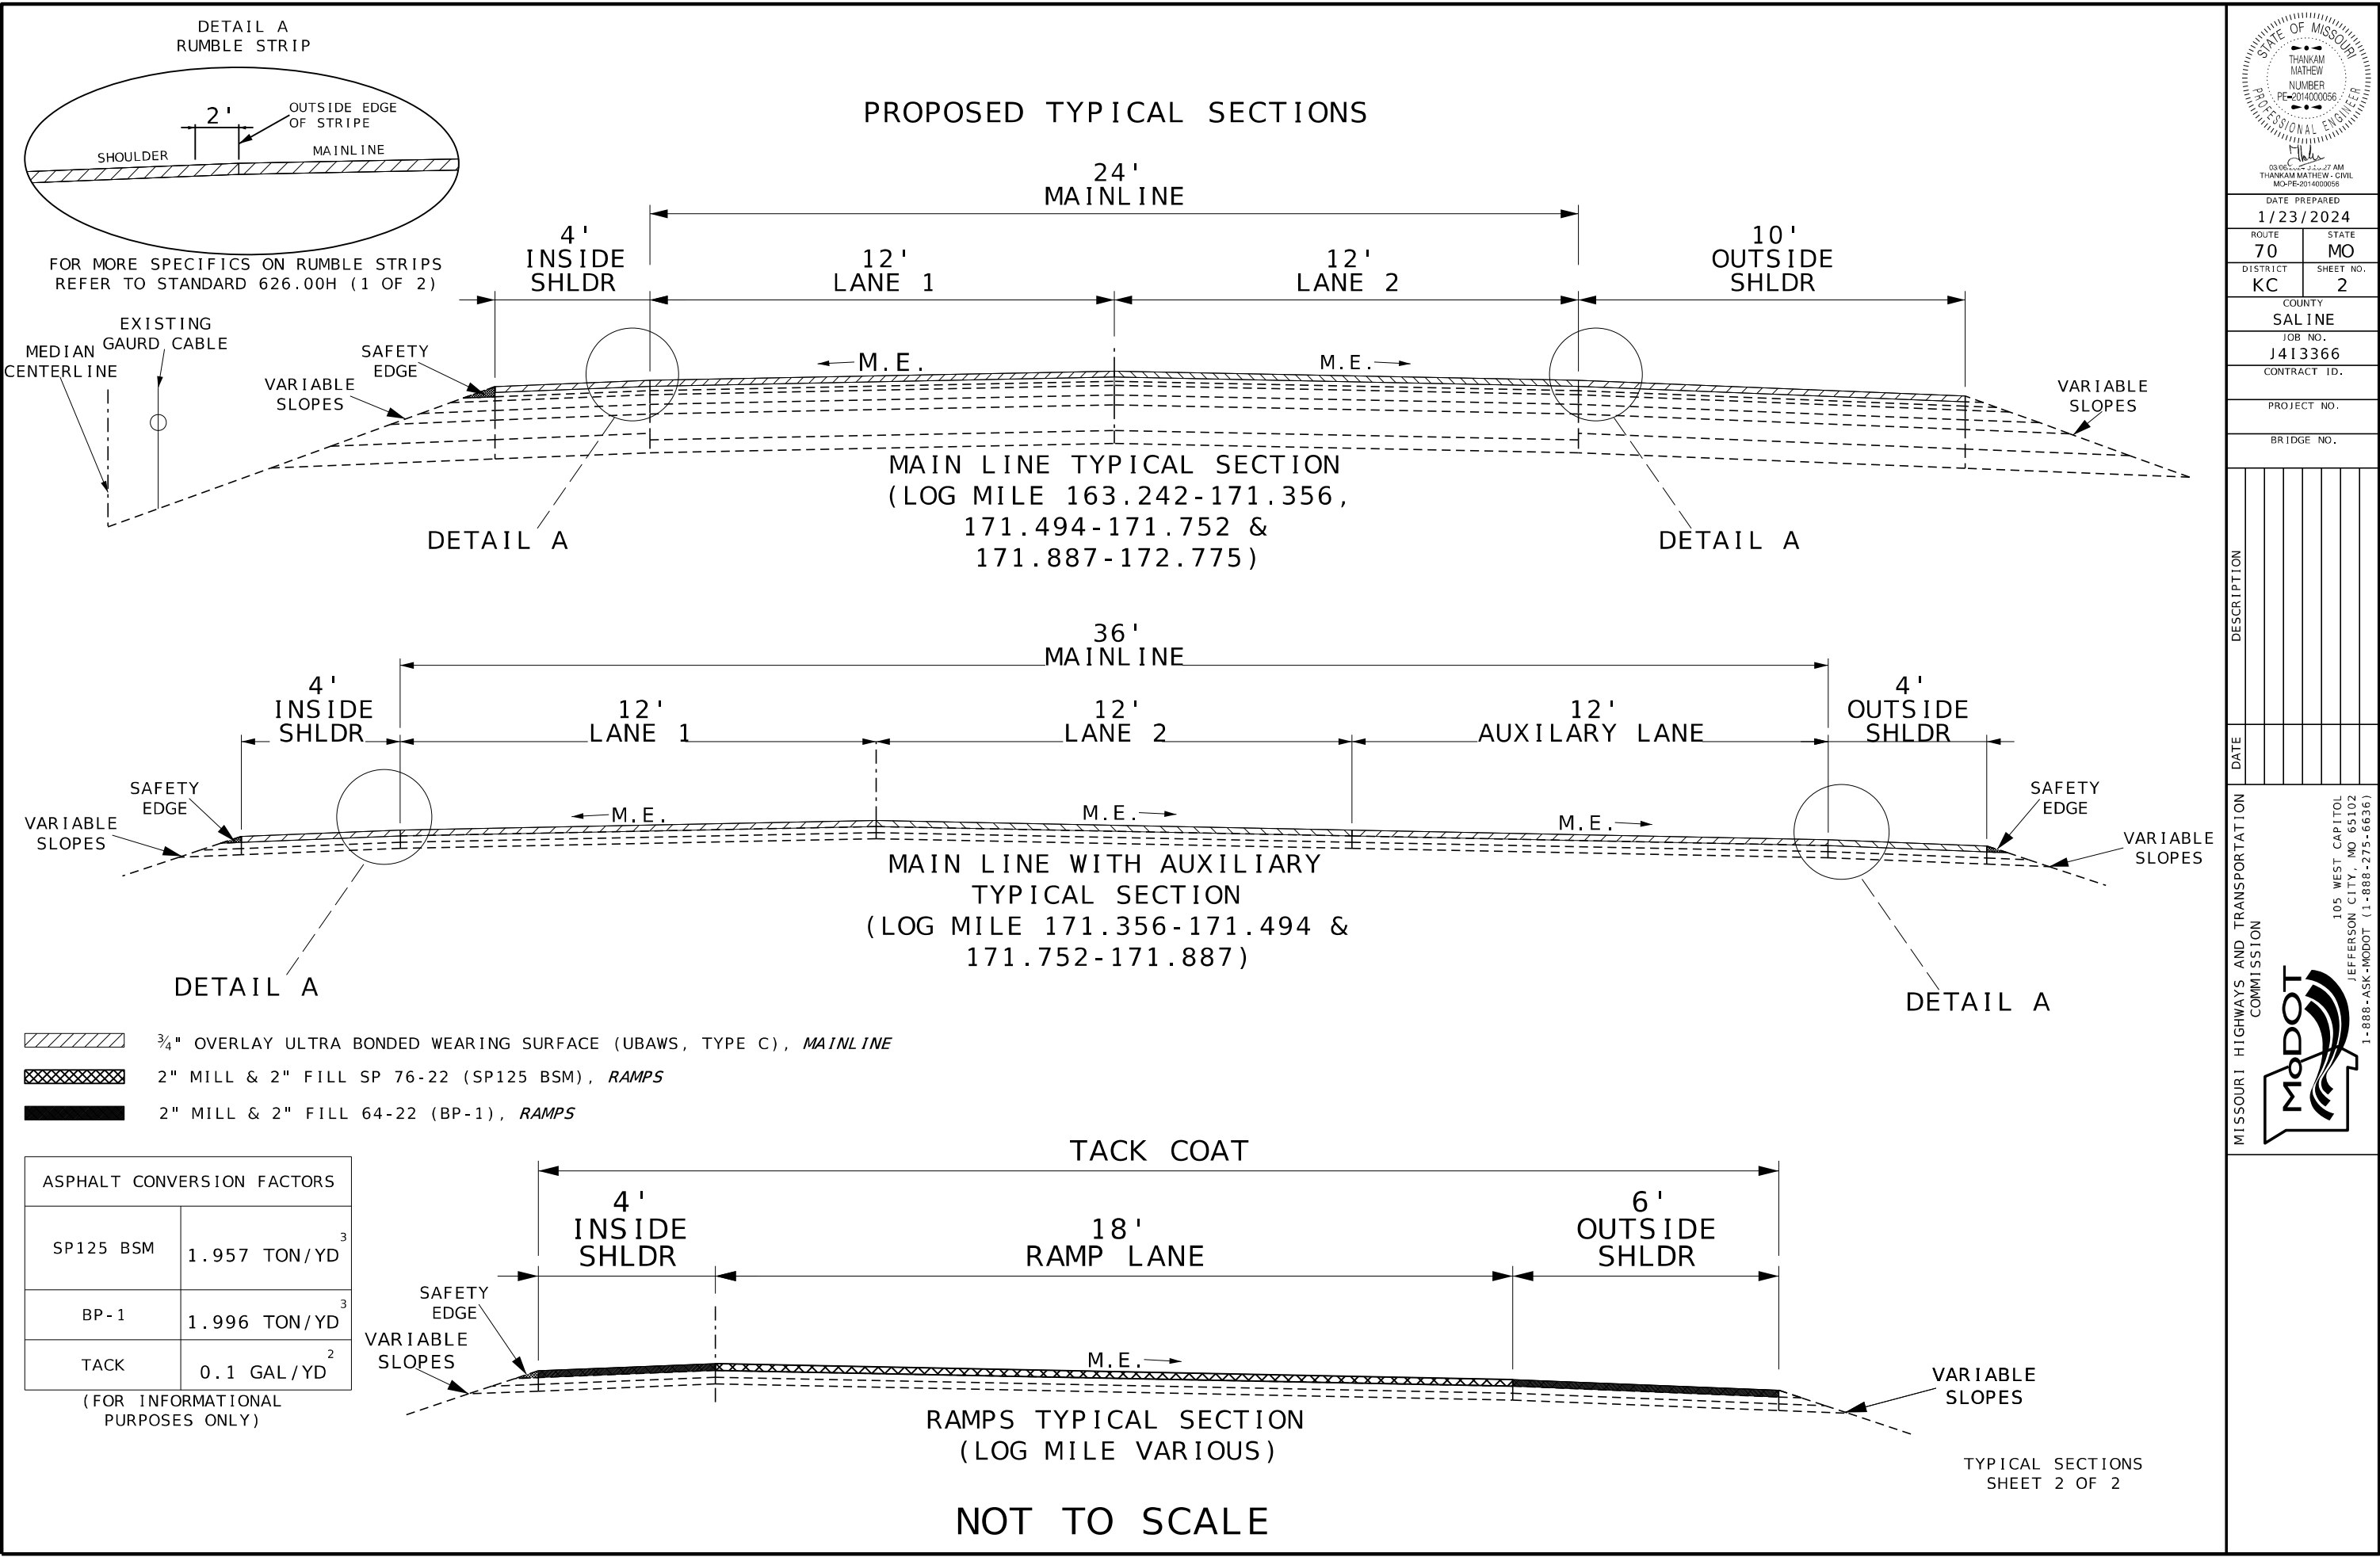 DETAIL A
RUMBLE STRIP
2'
OUTSIDE EDGE
OF STRIPE
SHOULDER
MAINLINE
FOR MORE SPECIFICS ON RUMBLE STRIPS
REFER TO STANDARD 626.00H (1 OF 2)
PROPOSED TYPICAL SECTIONS
24'
MAINLINE
4'
INSIDE
SHLDR
12'
LANE 1
12'
LANE 2
10'
OUTSIDE
SHLDR
EXISTING
GAURD CABLE
MEDIAN
CENTERLINE
SAFETY
EDGE
VARIABLE
SLOPES
M.E.
M.E.
VARIABLE
SLOPES
DETAIL A
DETAIL A
MAIN LINE TYPICAL SECTION
(LOG MILE 163.242-171.356,
171.494-171.752 &
171.887-172.775)
36'
MAINLINE
4'
INSIDE
SHLDR
12'
LANE 1
12'
LANE 2
12'
AUXILARY LANE
4'
OUTSIDE
SHLDR
SAFETY
EDGE
VARIABLE
SLOPES
M.E.
M.E.
M.E.
SAFETY
EDGE
VARIABLE
SLOPES
MAIN LINE WITH AUXILIARY
TYPICAL SECTION
(LOG MILE 171.356-171.494 &
171.752-171.887)
DETAIL A
DETAIL A
¾" OVERLAY ULTRA BONDED WEARING SURFACE (UBAWS, TYPE C), MAINLINE
2" MILL & 2" FILL SP 76-22 (SP125 BSM), RAMPS
2" MILL & 2" FILL 64-22 (BP-1), RAMPS
ASPHALT CONVERSION FACTORS
SP125 BSM 1.957 TON/YD³
BP-1 1.996 TON/YD³
TACK 0.1 GAL/YD²
(FOR INFORMATIONAL
PURPOSES ONLY)
TACK COAT
4'
INSIDE
SHLDR
18'
RAMP LANE
6'
OUTSIDE
SHLDR
SAFETY
EDGE
VARIABLE
SLOPES
M.E.
VARIABLE
SLOPES
RAMPS TYPICAL SECTION
(LOG MILE VARIOUS)
TYPICAL SECTIONS
SHEET 2 OF 2
NOT TO SCALE
STATE OF MISSOURI
THANKAM
MATHEW
NUMBER
PE-2014000056
PROFESSIONAL ENGINEER
THANKAM MATHEW - CIVIL
MO-PE-2014000056
DATE PREPARED
1/23/2024
ROUTE STATE
70 MO
DISTRICT SHEET NO.
KC 2
COUNTY
SALINE
JOB NO.
J4I3366
CONTRACT ID.
PROJECT NO.
BRIDGE NO.
DESCRIPTION
DATE
MISSOURI HIGHWAYS AND TRANSPORTATION
COMMISSION
MoDOT
105 WEST CAPITOL
JEFFERSON CITY, MO 65102
1-888-ASK-MODOT (1-888-275-6636)